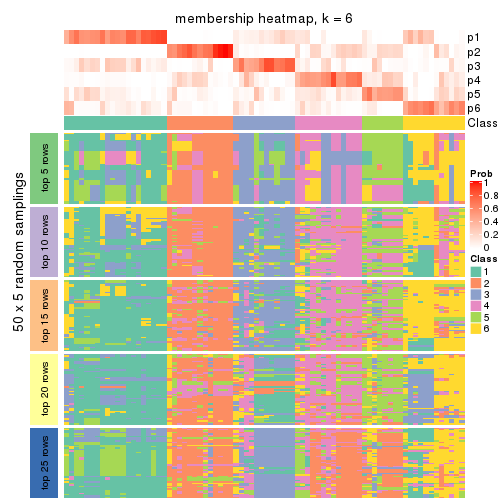 membership heatmap, k = 6
p1
p2
p3
p4
p5
p6
Class
50 x 5 random samplings
top 5 rows
top 10 rows
top 15 rows
top 20 rows
top 25 rows
Prob
1
0.8
0.6
0.4
0.2
0
Class
1
2
3
4
5
6